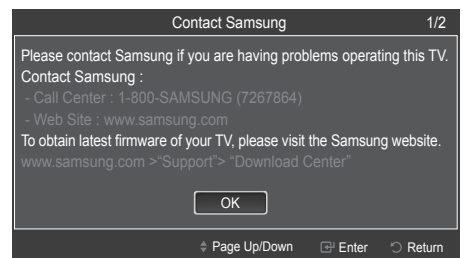 Contact Samsung 1/2
Please contact Samsung if you are having problems operating this TV.
Contact Samsung :
- Call Center : 1-800-SAMSUNG (7267864)
- Web Site : www.samsung.com
To obtain latest firmware of your TV, please visit the Samsung website.
www.samsung.com >“Support”> “Download Center”
OK
Page Up/Down Enter Return